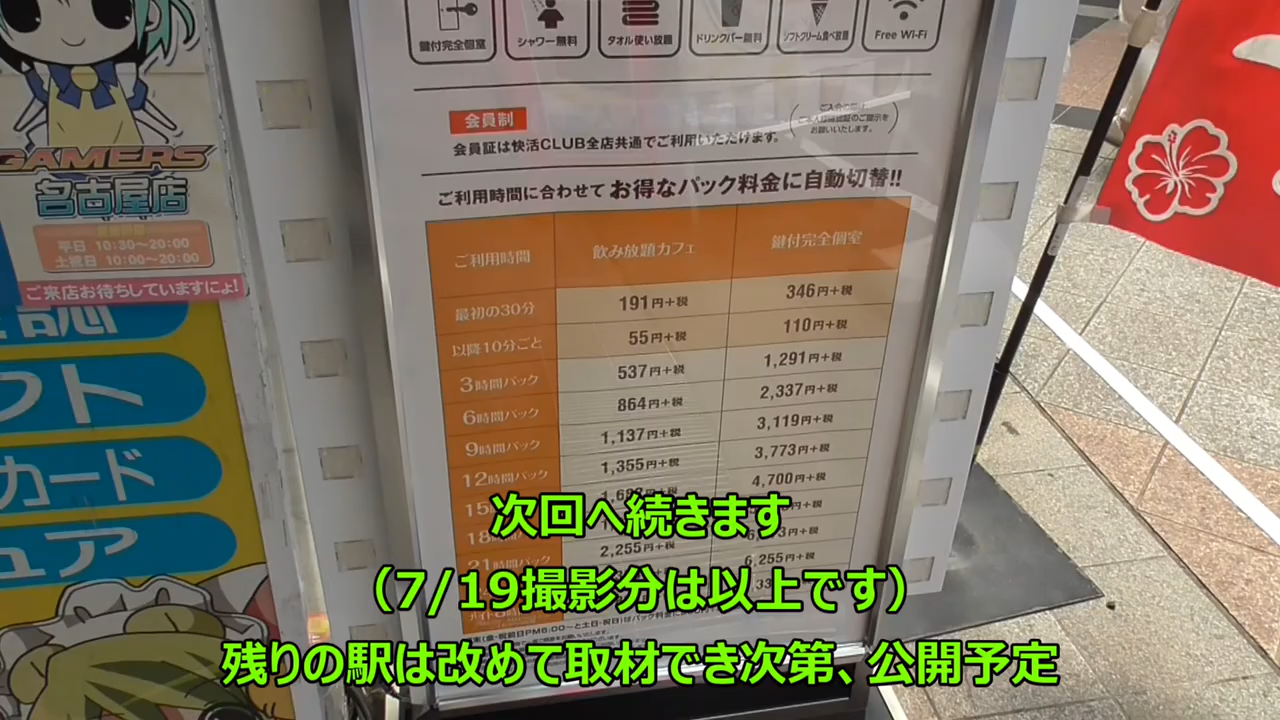 鍵付完全個室
シャワー無料
タオル使い放題
ドリンクバー無料
ソフトクリーム食べ放題
Free Wi-Fi
会員制
会員証は快活CLUB全店共通でご利用いただけます。
お願いいたします。
ご利用時間に合わせて お得なパック料金に自動切替!!
ご利用時間 飲み放題カフェ 鍵付完全個室
最初の30分 191円+税 346円+税
以降10分ごと 55円+税 110円+税
3時間パック 537円+税 1,291円+税
6時間パック 864円+税 2,337円+税
9時間パック 1,137円+税 3,119円+税
12時間パック 1,355円+税 3,773円+税
4,700円+税
2,255円+税 6,255円+税
GAMERS
名古屋店
平日 10:30～20:00
土祝日 10:00～20:00
ご来店お待ちしていますにょ!
フト
カード
ュア
次回へ続きます
（7/19撮影分は以上です）
残りの駅は改めて取材でき次第、公開予定